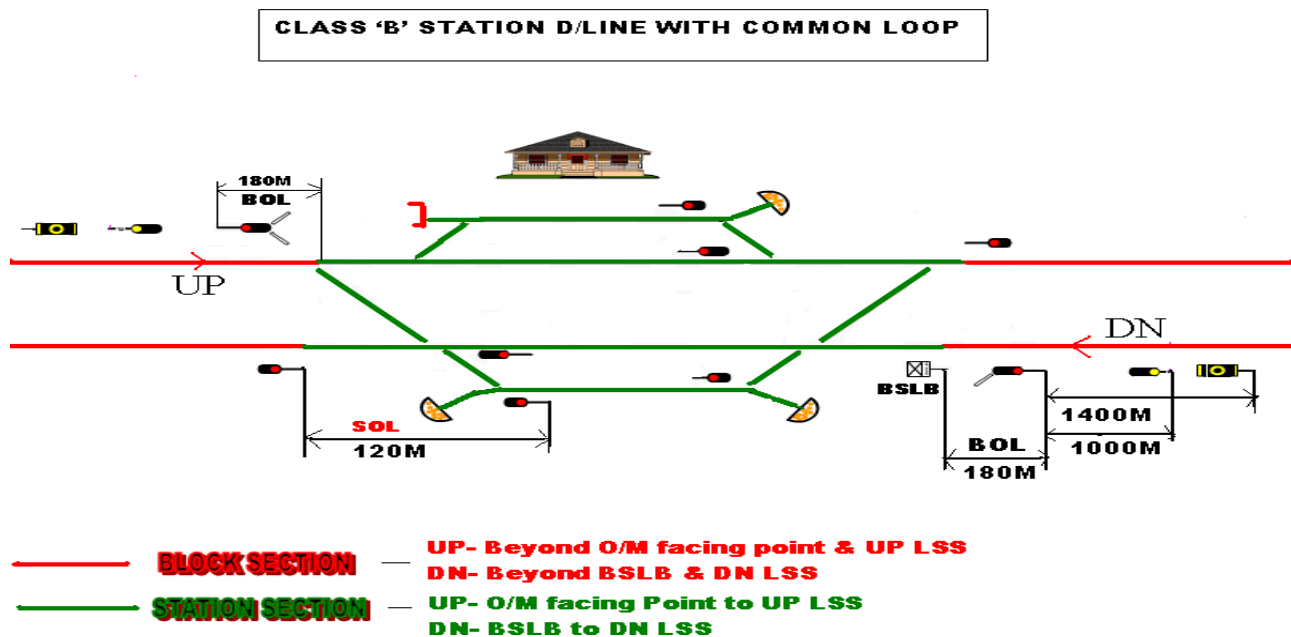 CLASS ‘B’ STATION D/LINE WITH COMMON LOOP
180M
BOL
UP
DN
BSLB
1400M
SOL
120M
BOL
1000M
180M
BLOCK SECTION — UP- Beyond O/M facing point & UP LSS
DN- Beyond BSLB & DN LSS
STATION SECTION — UP- O/M facing Point to UP LSS
DN- BSLB to DN LSS